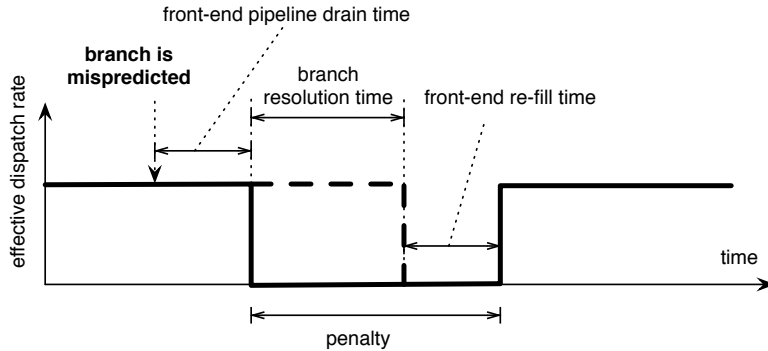 front-end pipeline drain time
branch is
mispredicted
branch
resolution time
front-end re-fill time
effective dispatch rate
time
penalty